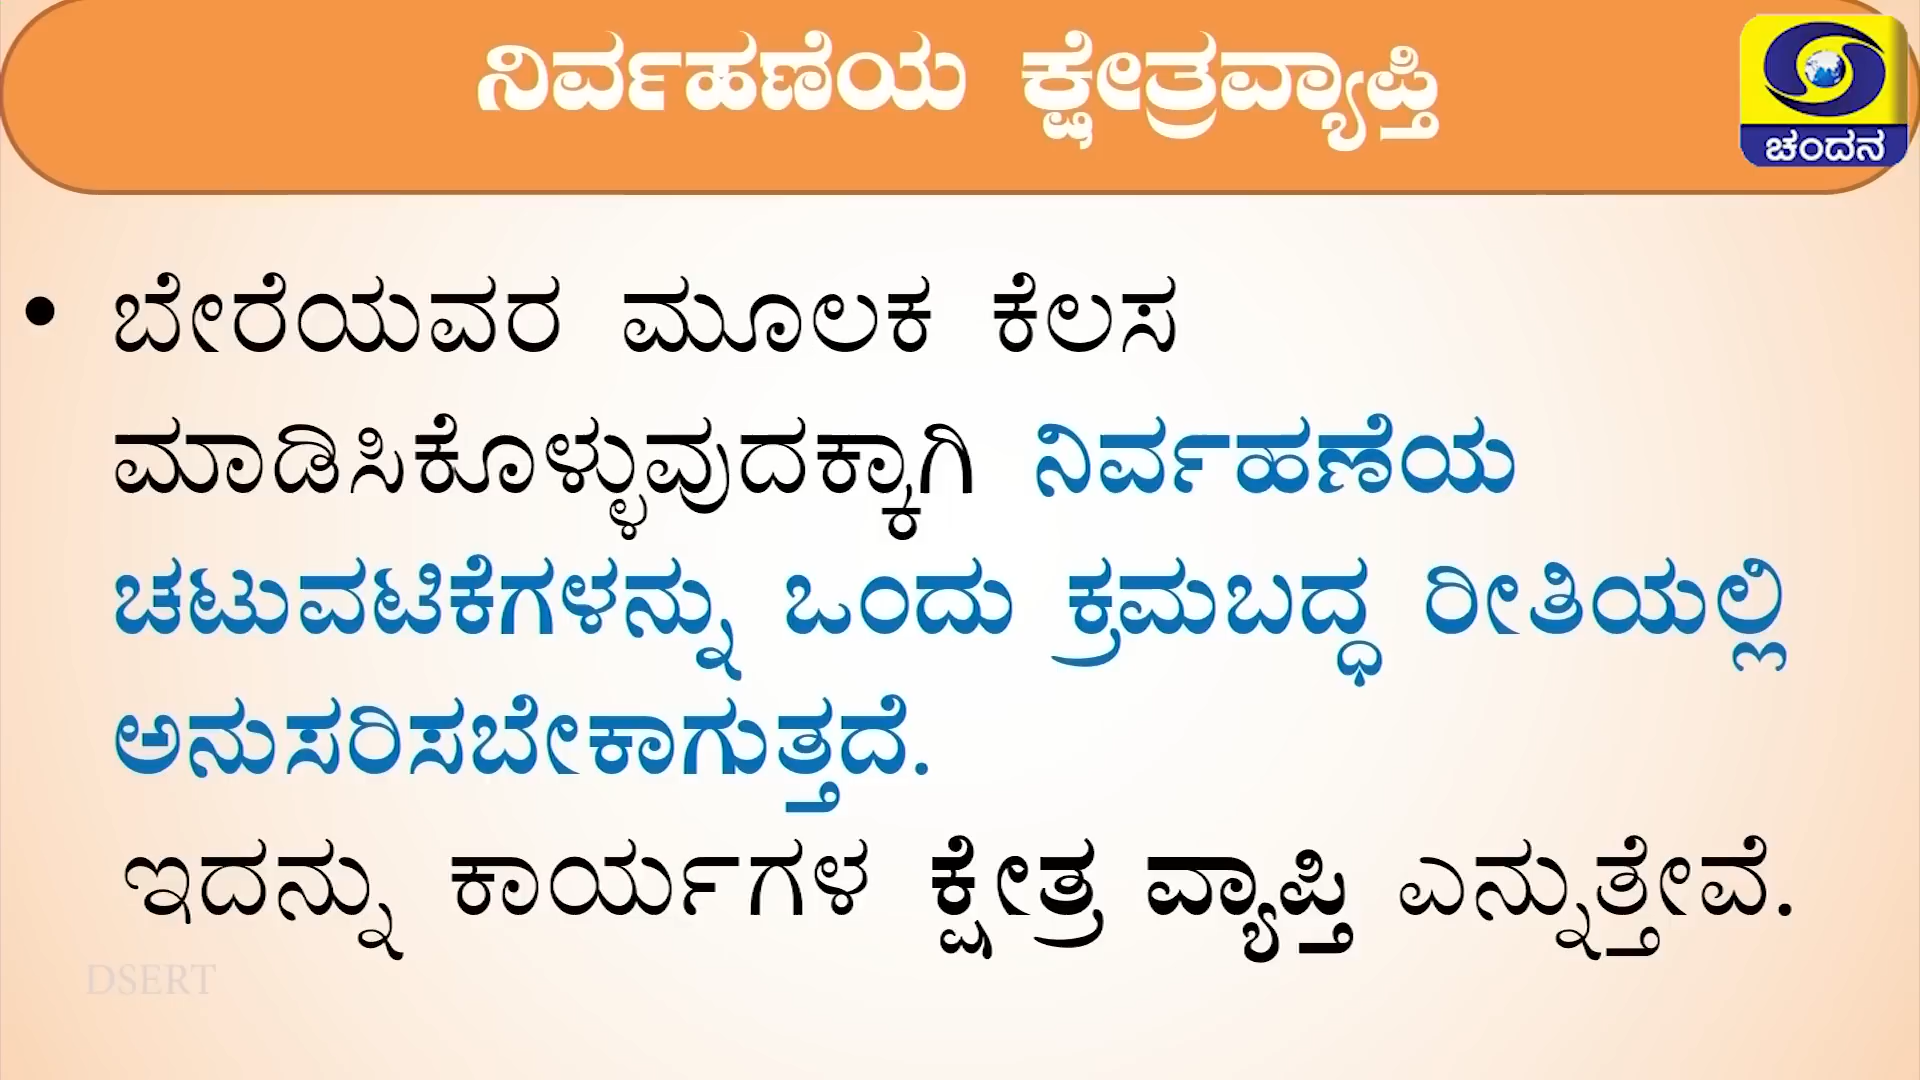 ನಿರ್ವಹಣೆಯ ಕ್ಷೇತ್ರವ್ಯಾಪ್ತಿ
ಚಂದನ
• ಬೇರೆಯವರ ಮೂಲಕ ಕೆಲಸ
ಮಾಡಿಸಿಕೊಳ್ಳುವುದಕ್ಕಾಗಿ ನಿರ್ವಹಣೆಯ
ಚಟುವಟಿಕೆಗಳನ್ನು ಒಂದು ಕ್ರಮಬದ್ಧ ರೀತಿಯಲ್ಲಿ
ಅನುಸರಿಸಬೇಕಾಗುತ್ತದೆ.
ಇದನ್ನು ಕಾರ್ಯಗಳ ಕ್ಷೇತ್ರ ವ್ಯಾಪ್ತಿ ಎನ್ನುತ್ತೇವೆ.
DSERT